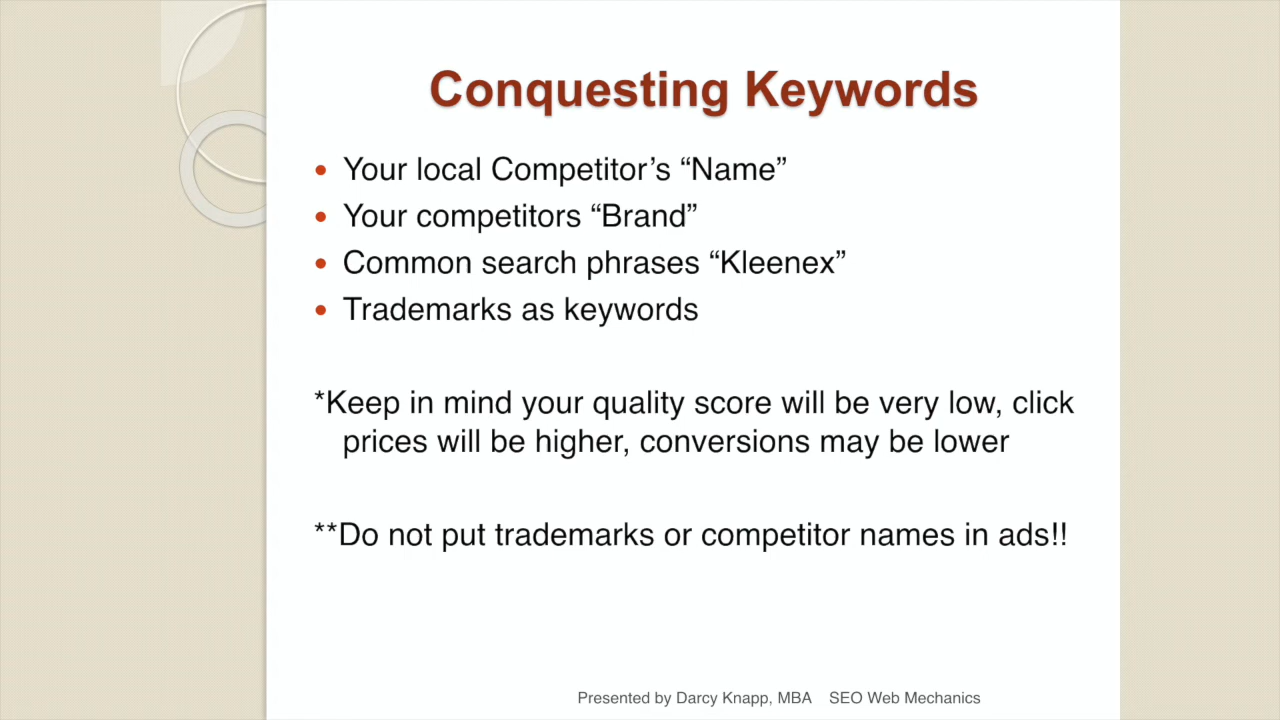 Conquesting Keywords
• Your local Competitor’s “Name”
• Your competitors “Brand”
• Common search phrases “Kleenex”
• Trademarks as keywords
*Keep in mind your quality score will be very low, click
prices will be higher, conversions may be lower
**Do not put trademarks or competitor names in ads!!
Presented by Darcy Knapp, MBA    SEO Web Mechanics